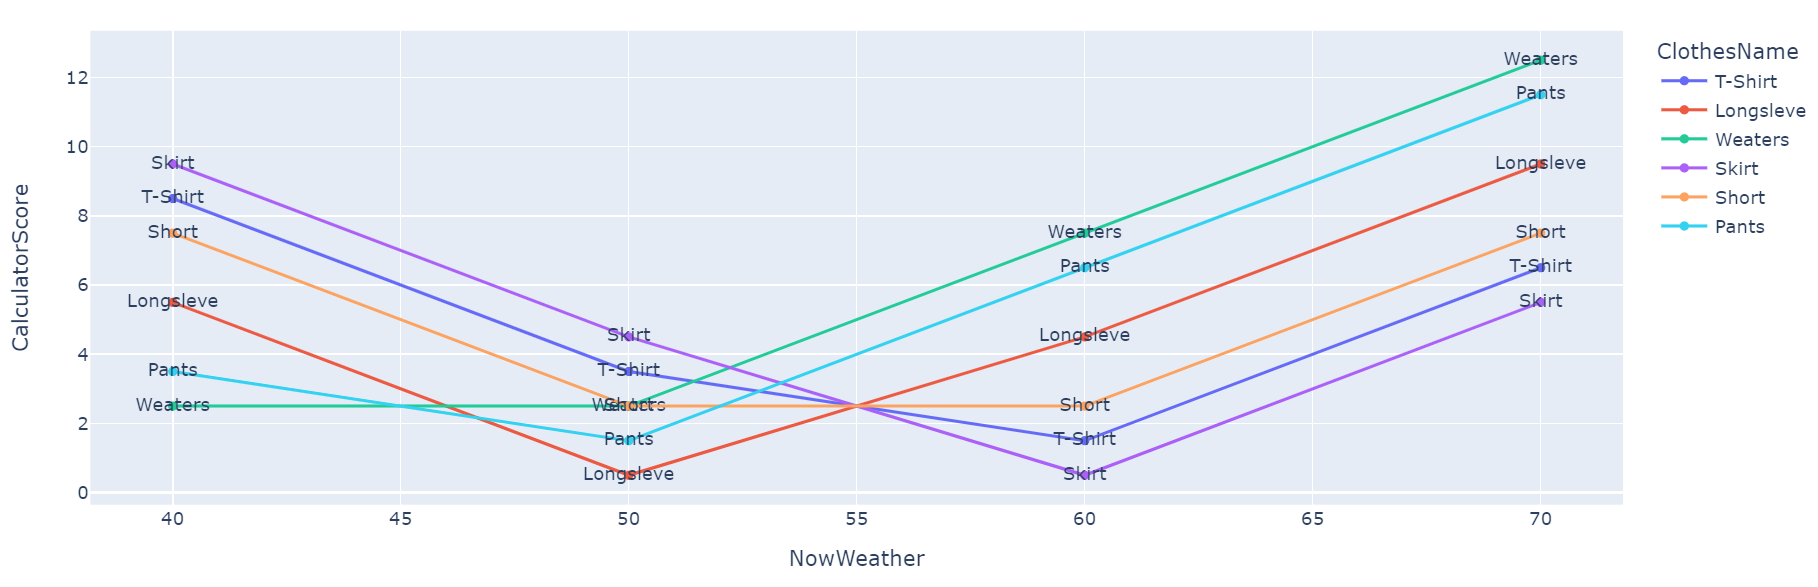 ClothesName
T-Shirt
Longsleve
Weaters
Skirt
Short
Pants
CalculatorScore
12
10
8
6
4
2
0
Skirt
T-Shirt
Short
Longsleve
Pants
Weaters
Skirt
T-Shirt
Weaters
Short
Pants
Longsleve
Weaters
Pants
Longsleve
Short
T-Shirt
Skirt
Weaters
Pants
Longsleve
Short
T-Shirt
Skirt
40 45 50 55 60 65 70
NowWeather